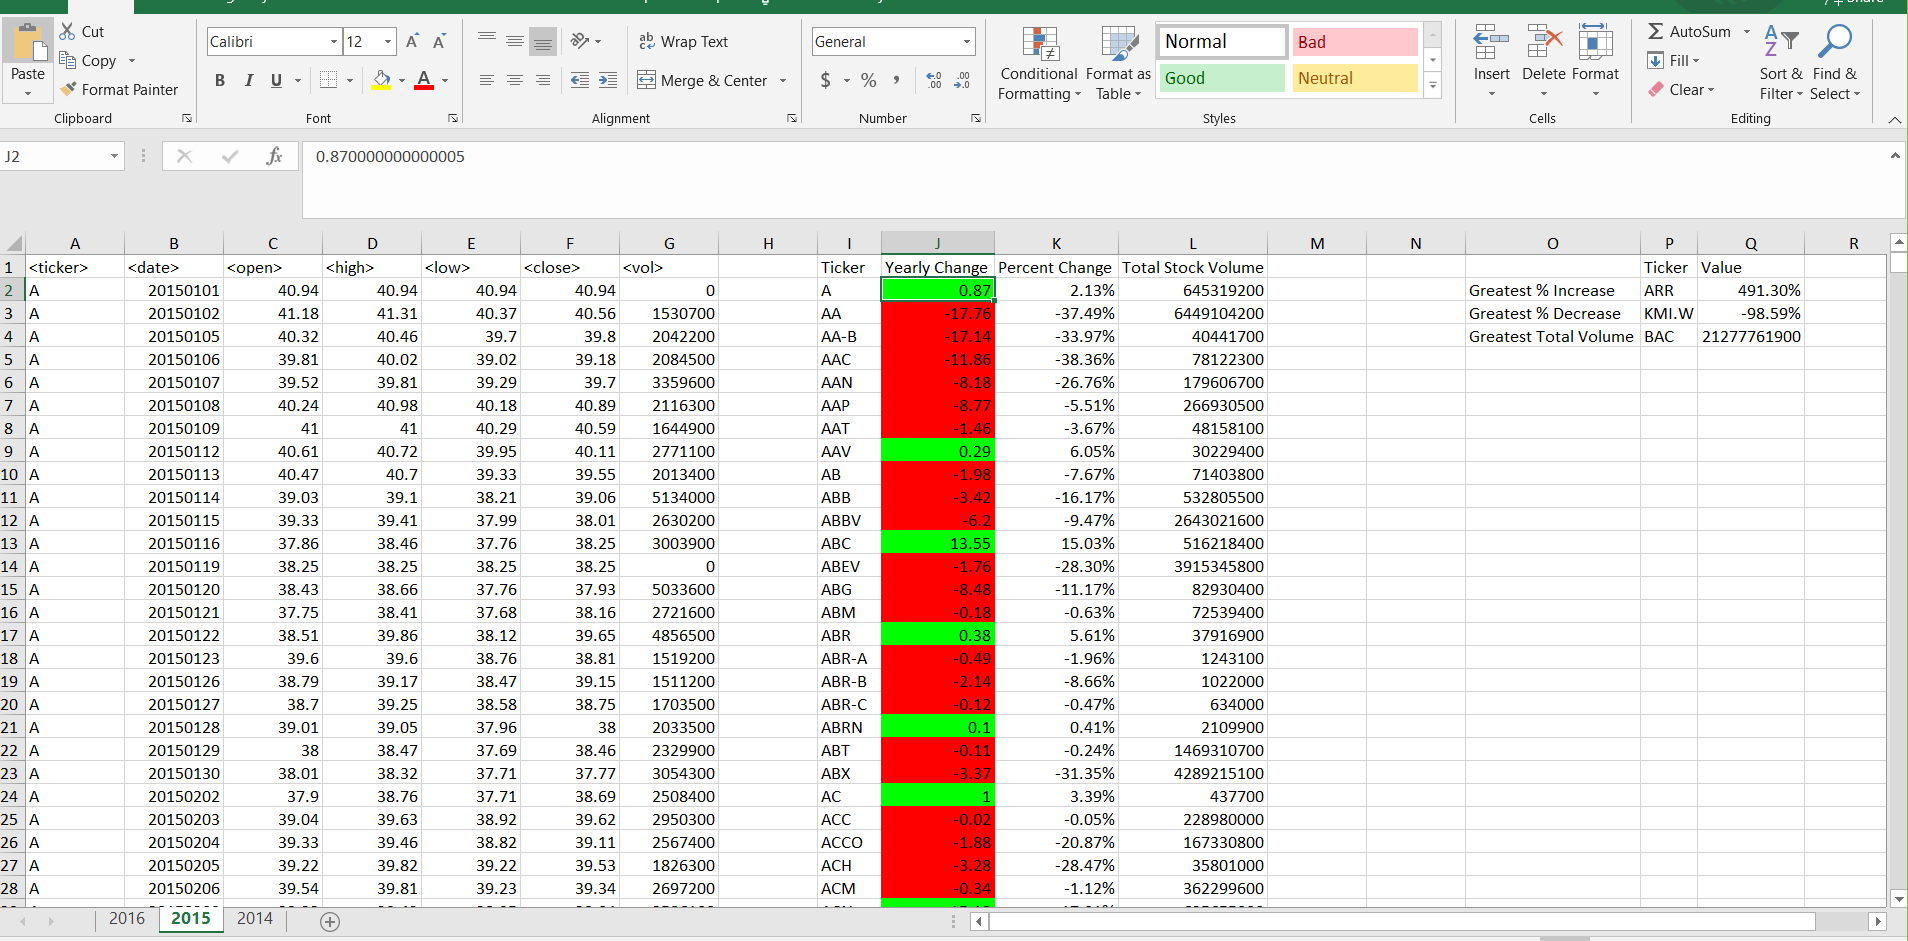 Cut
Copy
Format Painter
Paste
Clipboard
Calibri 12 A A
B I U A
Font
ab Wrap Text
Merge & Center
Alignment
General
$ % , .00 .00
Number
Conditional Formatting
Format as Table
Normal Bad
Good Neutral
Styles
Insert Delete Format
Cells
AutoSum
Fill
Clear
Sort & Filter
Find & Select
Editing
J2 fx 0.870000000000005
A B C D E F G H I J K L M N O P Q R
1 <ticker> <date> <open> <high> <low> <close> <vol> Ticker Yearly Change Percent Change Total Stock Volume Ticker Value
2 A 20150101 40.94 40.94 40.94 40.94 0 A 0.87 2.13% 645319200 Greatest % Increase ARR 491.30%
3 A 20150102 41.18 41.31 40.37 40.56 1530700 AA -17.76 -37.49% 6449104200 Greatest % Decrease KMI.W -98.59%
4 A 20150105 40.32 40.46 39.7 39.8 2042200 AA-B -17.14 -33.97% 40441700 Greatest Total Volume BAC 21277761900
5 A 20150106 39.81 40.02 39.02 39.18 2084500 AAC -11.86 -38.36% 78122300
6 A 20150107 39.52 39.81 39.29 39.7 3359600 AAN -8.18 -26.76% 179606700
7 A 20150108 40.24 40.98 40.18 40.89 2116300 AAP -8.77 -5.51% 266930500
8 A 20150109 41 41 40.29 40.59 1644900 AAT -1.46 -3.67% 48158100
9 A 20150112 40.61 40.72 39.95 40.11 2771100 AAV 0.29 6.05% 30229400
10 A 20150113 40.47 40.7 39.33 39.55 2013400 AB -1.98 -7.67% 71403800
11 A 20150114 39.03 39.1 38.21 39.06 5134000 ABB -3.42 -16.17% 532805500
12 A 20150115 39.33 39.41 37.99 38.01 2630200 ABBV -6.2 -9.47% 2643021600
13 A 20150116 37.86 38.46 37.76 38.25 3003900 ABC 13.55 15.03% 516218400
14 A 20150119 38.25 38.25 38.25 38.25 0 ABEV -1.76 -28.30% 3915345800
15 A 20150120 38.43 38.66 37.76 37.93 5033600 ABG -8.48 -11.17% 82930400
16 A 20150121 37.75 38.41 37.68 38.16 2721600 ABM -0.18 -0.63% 72539400
17 A 20150122 38.51 39.86 38.12 39.65 4856500 ABR 0.38 5.61% 37916900
18 A 20150123 39.6 39.6 38.76 38.81 1519200 ABR-A -0.49 -1.96% 1243100
19 A 20150126 38.79 39.17 38.47 39.15 1511200 ABR-B -2.14 -8.66% 1022000
20 A 20150127 38.7 39.25 38.58 38.75 1703500 ABR-C -0.12 -0.47% 634000
21 A 20150128 39.01 39.05 37.96 38 2033500 ABRN 0.1 0.41% 2109900
22 A 20150129 38 38.47 37.69 38.46 2329900 ABT -0.11 -0.24% 1469310700
23 A 20150130 38.01 38.32 37.71 37.77 3054300 ABX -3.37 -31.35% 4289215100
24 A 20150202 37.9 38.76 37.71 38.69 2508400 AC 1 3.39% 437700
25 A 20150203 39.04 39.63 38.92 39.62 2950300 ACC -0.02 -0.05% 228980000
26 A 20150204 39.33 39.46 38.82 39.11 2567400 ACCO -1.88 -20.87% 167330800
27 A 20150205 39.22 39.82 39.22 39.53 1826300 ACH -3.28 -28.47% 35801000
28 A 20150206 39.54 39.81 39.23 39.34 2697200 ACM -0.34 -1.12% 362299600
2016 2015 2014